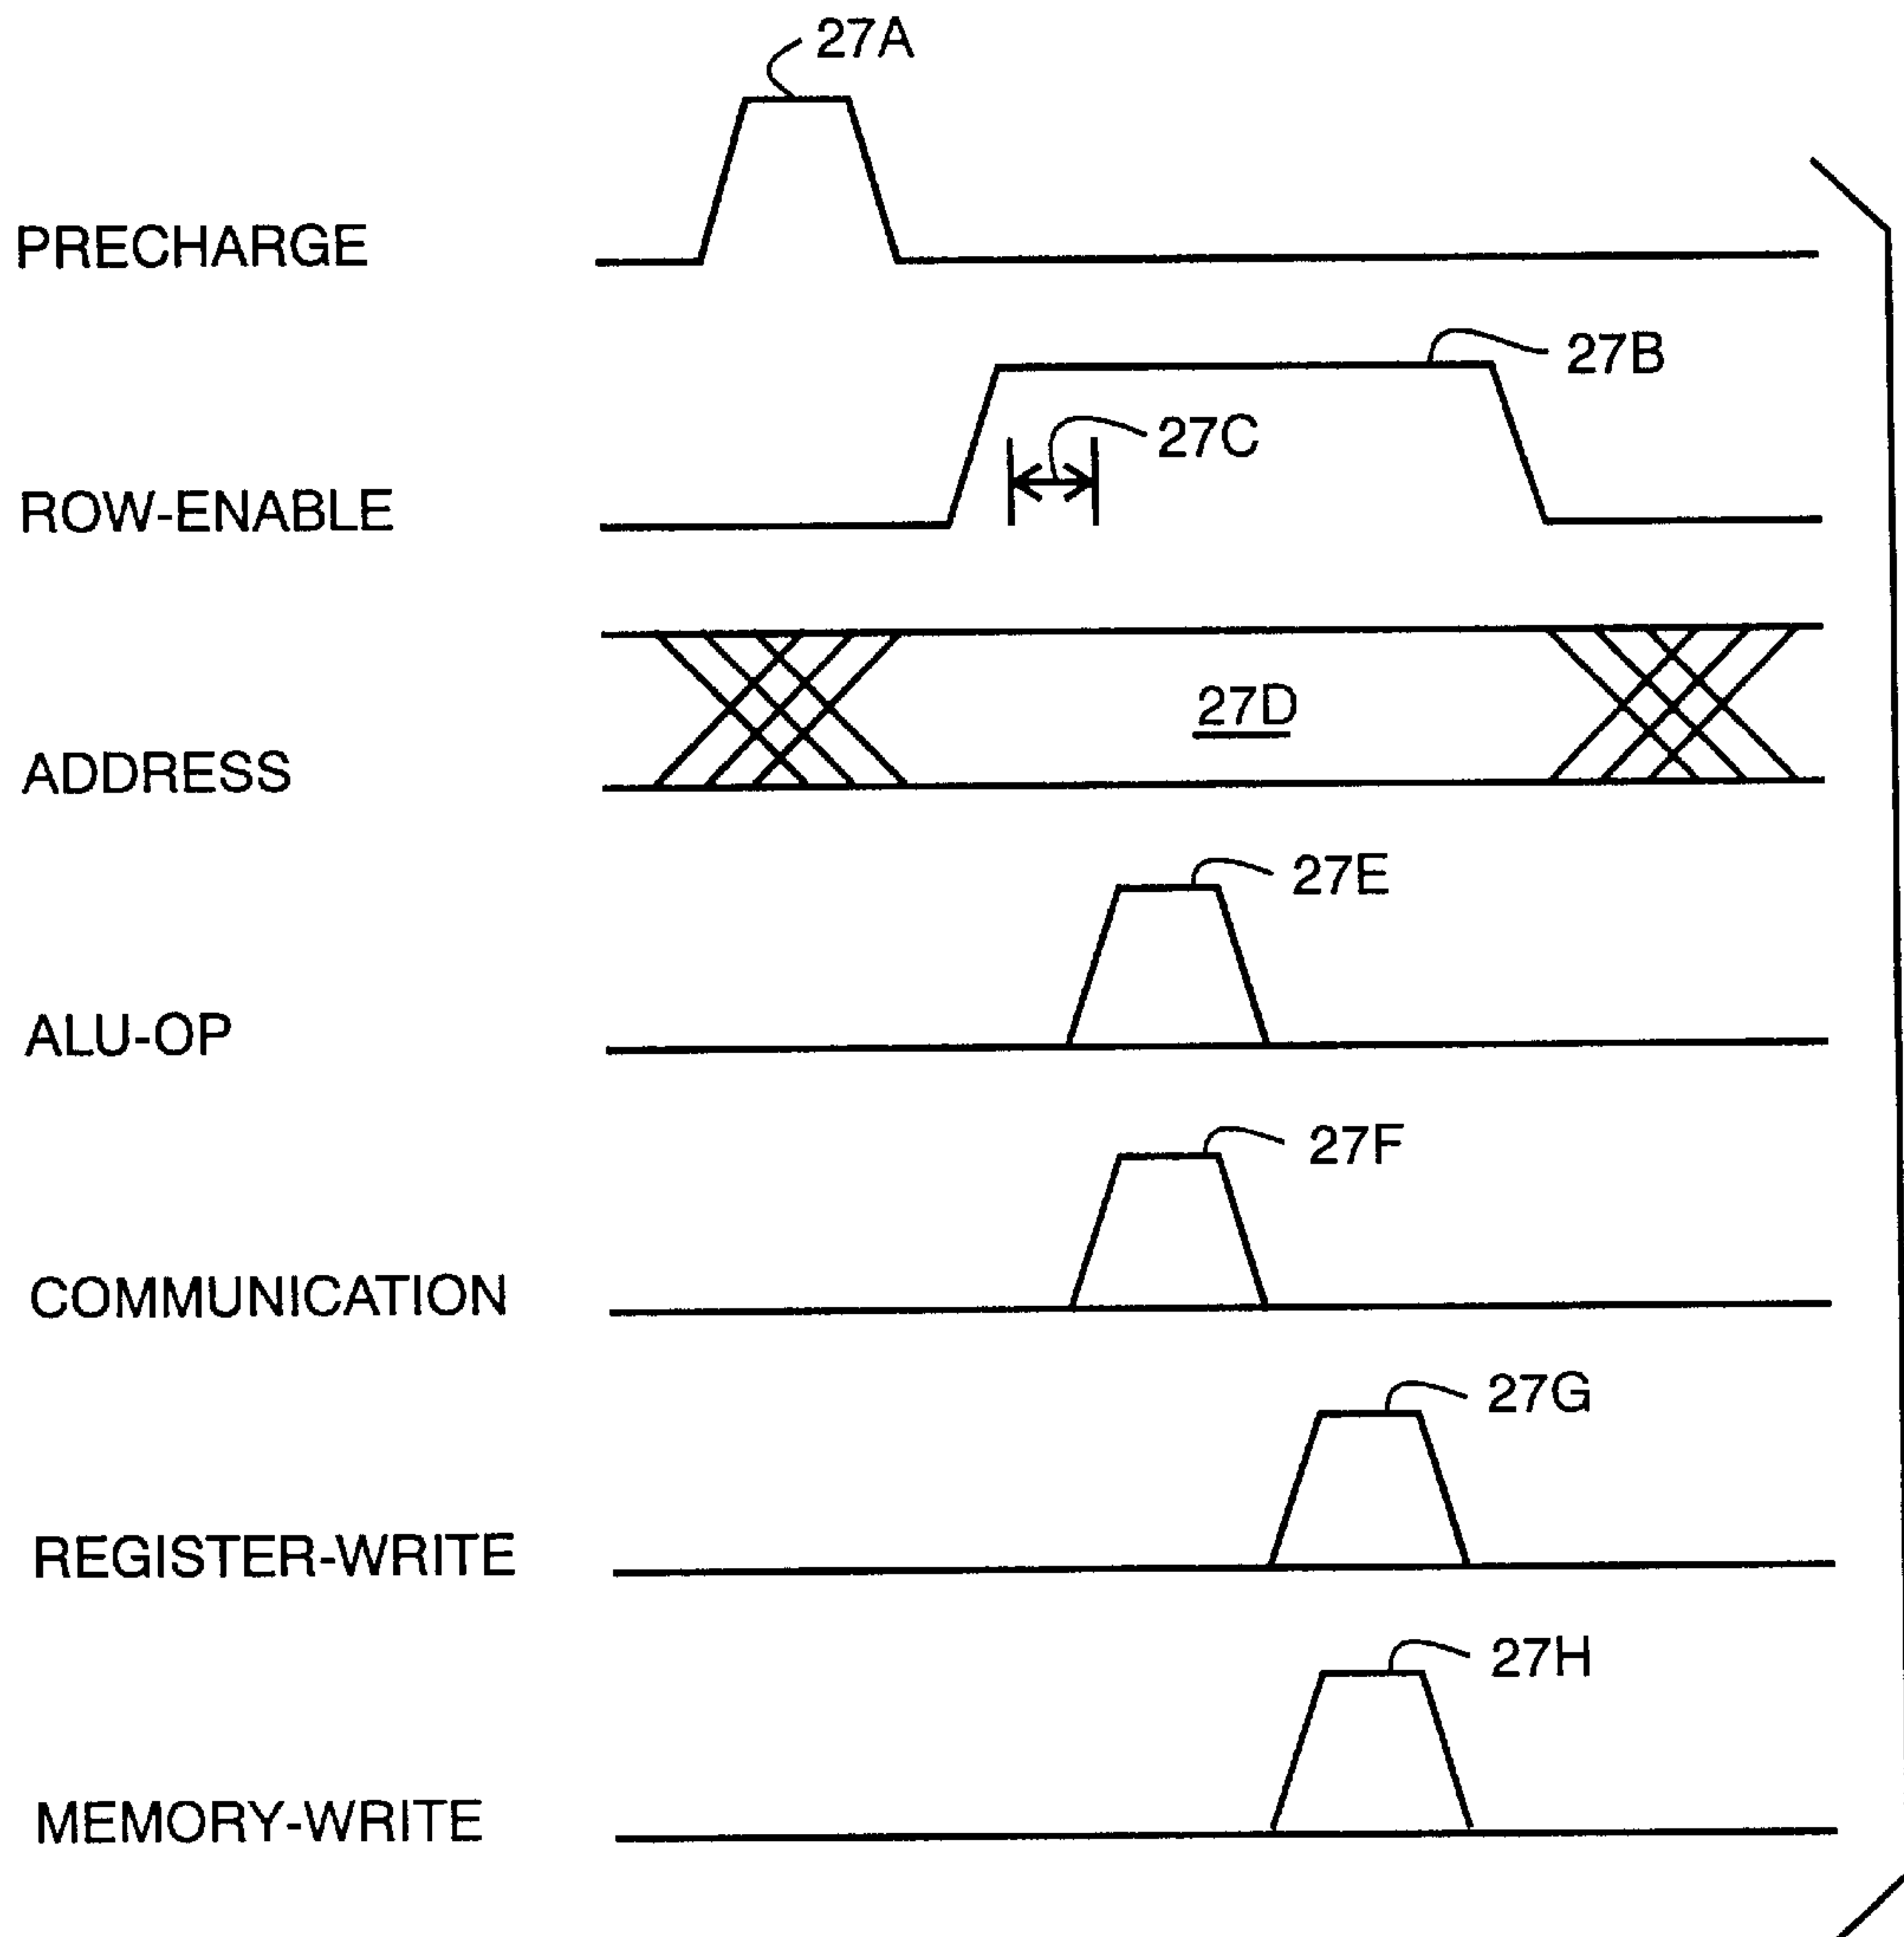 27A
PRECHARGE
27B
27C
ROW-ENABLE
27D
ADDRESS
27E
ALU-OP
27F
COMMUNICATION
27G
REGISTER-WRITE
27H
MEMORY-WRITE